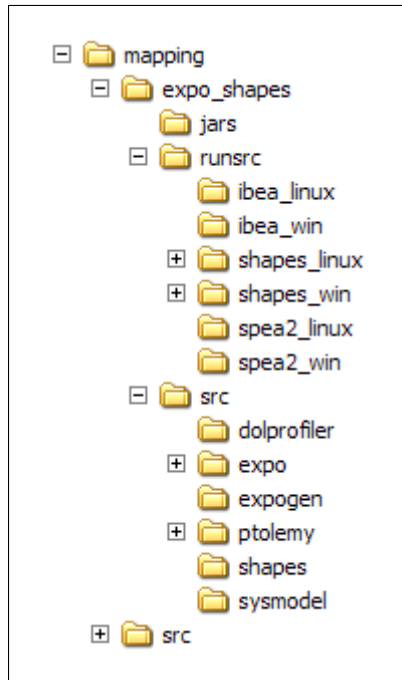 mapping
expo_shapes
jars
runsrc
ibea_linux
ibea_win
shapes_linux
shapes_win
spea2_linux
spea2_win
src
dolprofiler
expo
expogen
ptolemy
shapes
sysmodel
src